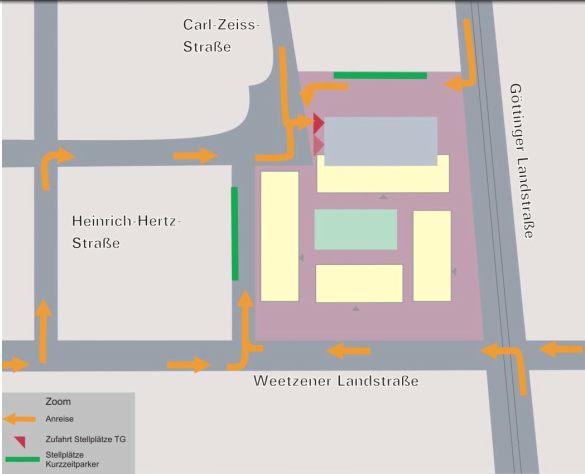 Carl-Zeiss-
Straße
Göttinger Landstraße
Heinrich-Hertz-
Straße
Weetzener Landstraße
Zoom
Anreise
Zufahrt Stellplätze TG
Stellplätze
Kurzzeitparker